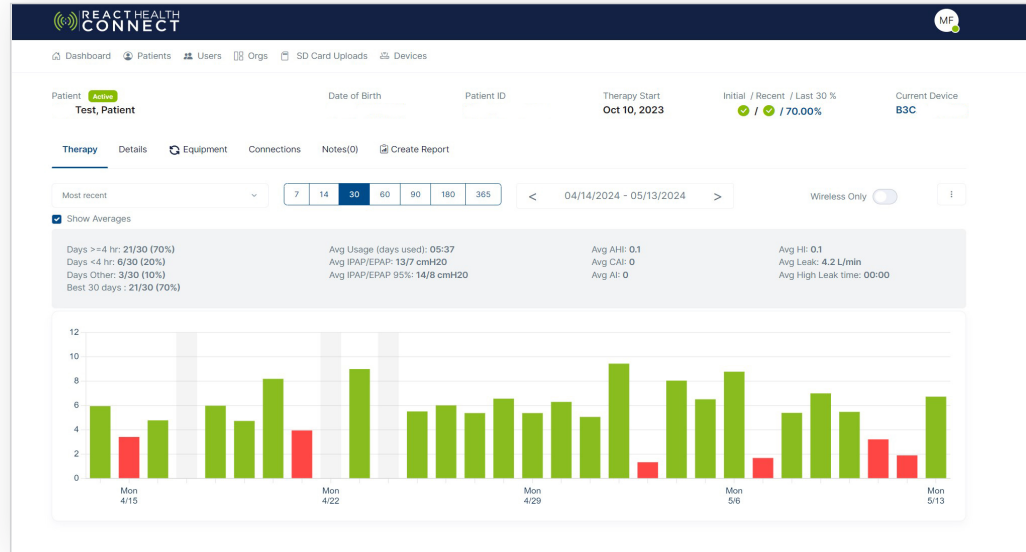 REACTHEALTH
CONNECT
MF
Dashboard Patients Users Orgs SD Card Uploads Devices
Patient Active Date of Birth Patient ID Therapy Start Initial / Recent / Last 30 % Current Device
Test, Patient Oct 10, 2023 / / 70.00% B3C
Therapy Details Equipment Connections Notes(0) Create Report
Most recent 7 14 30 60 90 180 365 < 04/14/2024 - 05/13/2024 > Wireless Only
Show Averages
Days >=4 hr: 21/30 (70%) Avg Usage (days used): 05:37 Avg AHI: 0.1 Avg HI: 0.1
Days <4 hr: 6/30 (20%) Avg IPAP/EPAP: 13/7 cmH20 Avg CAI: 0 Avg Leak: 4.2 L/min
Days Other: 3/30 (10%) Avg IPAP/EPAP 95%: 14/8 cmH20 Avg AI: 0 Avg High Leak time: 00:00
Best 30 days : 21/30 (70%)
12
10
8
6
4
2
0
Mon Mon Mon Mon Mon
4/15 4/22 4/29 5/6 5/13